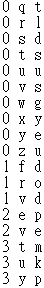 0 q t
0 r l
0 s d
0 t s
0 u u
0 v s
0 w g
0 x y
0 y e
0 z u
1 f d
1 r o
1 v d
2 e p
2 v e
3 t m
3 u k
3 y p